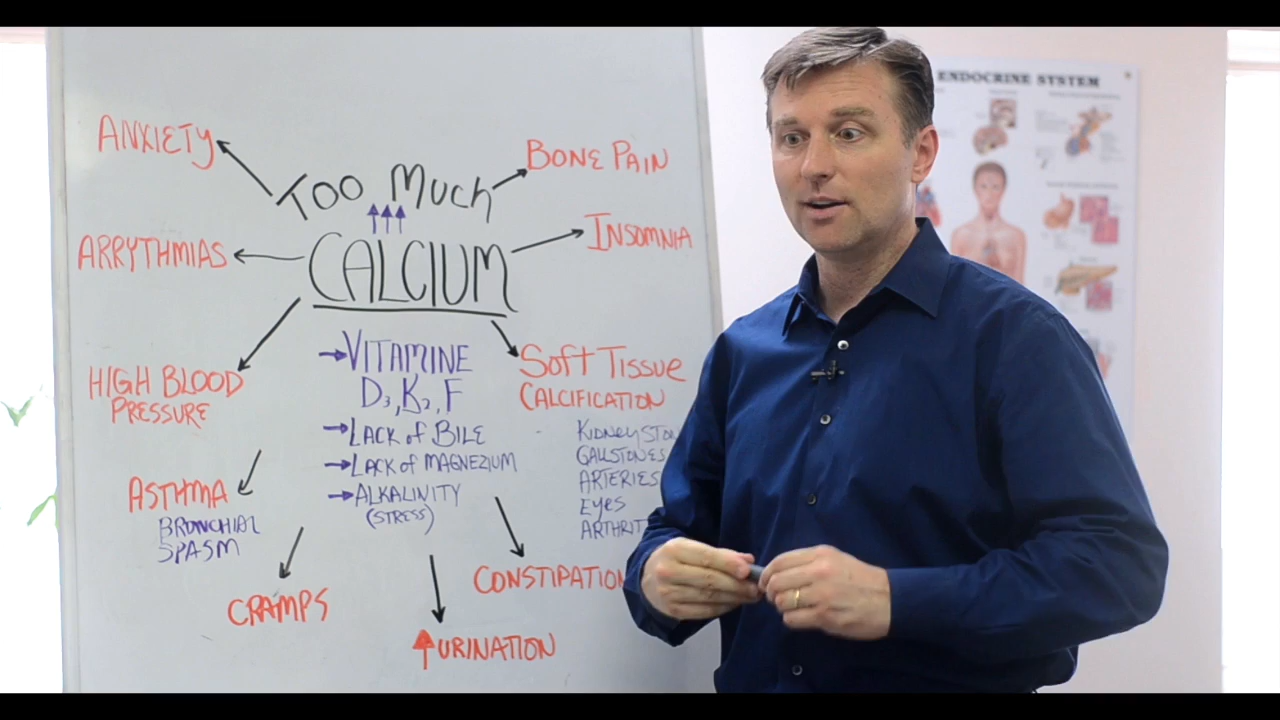 ENDOCRINE SYSTEM
ANXIETY
TOO MUCH
BONE PAIN
ARRYTHMIAS
CALCIUM
INSOMNIA
HIGH BLOOD
PRESSURE
→VITAMINE
D3, K2, F
→LACK of BILE
→LACK of MAGNEZIUM
→ALKALINITY
(STRESS)
SOFT TISSUE
CALCIFICATION
GALLSTONES
ARTERIES
EYES
ASTHMA
BRONCHIAL
SPASM
CRAMPS
CONSTIPATION
↑URINATION